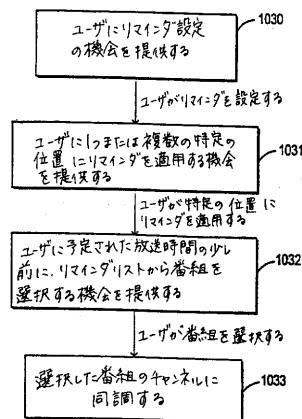 ユーザにリマインダ設定
の機会を提供する
1030
ユーザがリマインダを設定する
ユーザに1つまたは複数の特定の
位置にリマインダを適用する機会
を提供する
1031
ユーザが特定の位置に
リマインダを適用する
ユーザに予定された放送時間の少し
前に、リマインダリストから番組を
選択する機会を提供する
1032
ユーザが番組を選択する
選択した番組のチャンネルに
同調する
1033